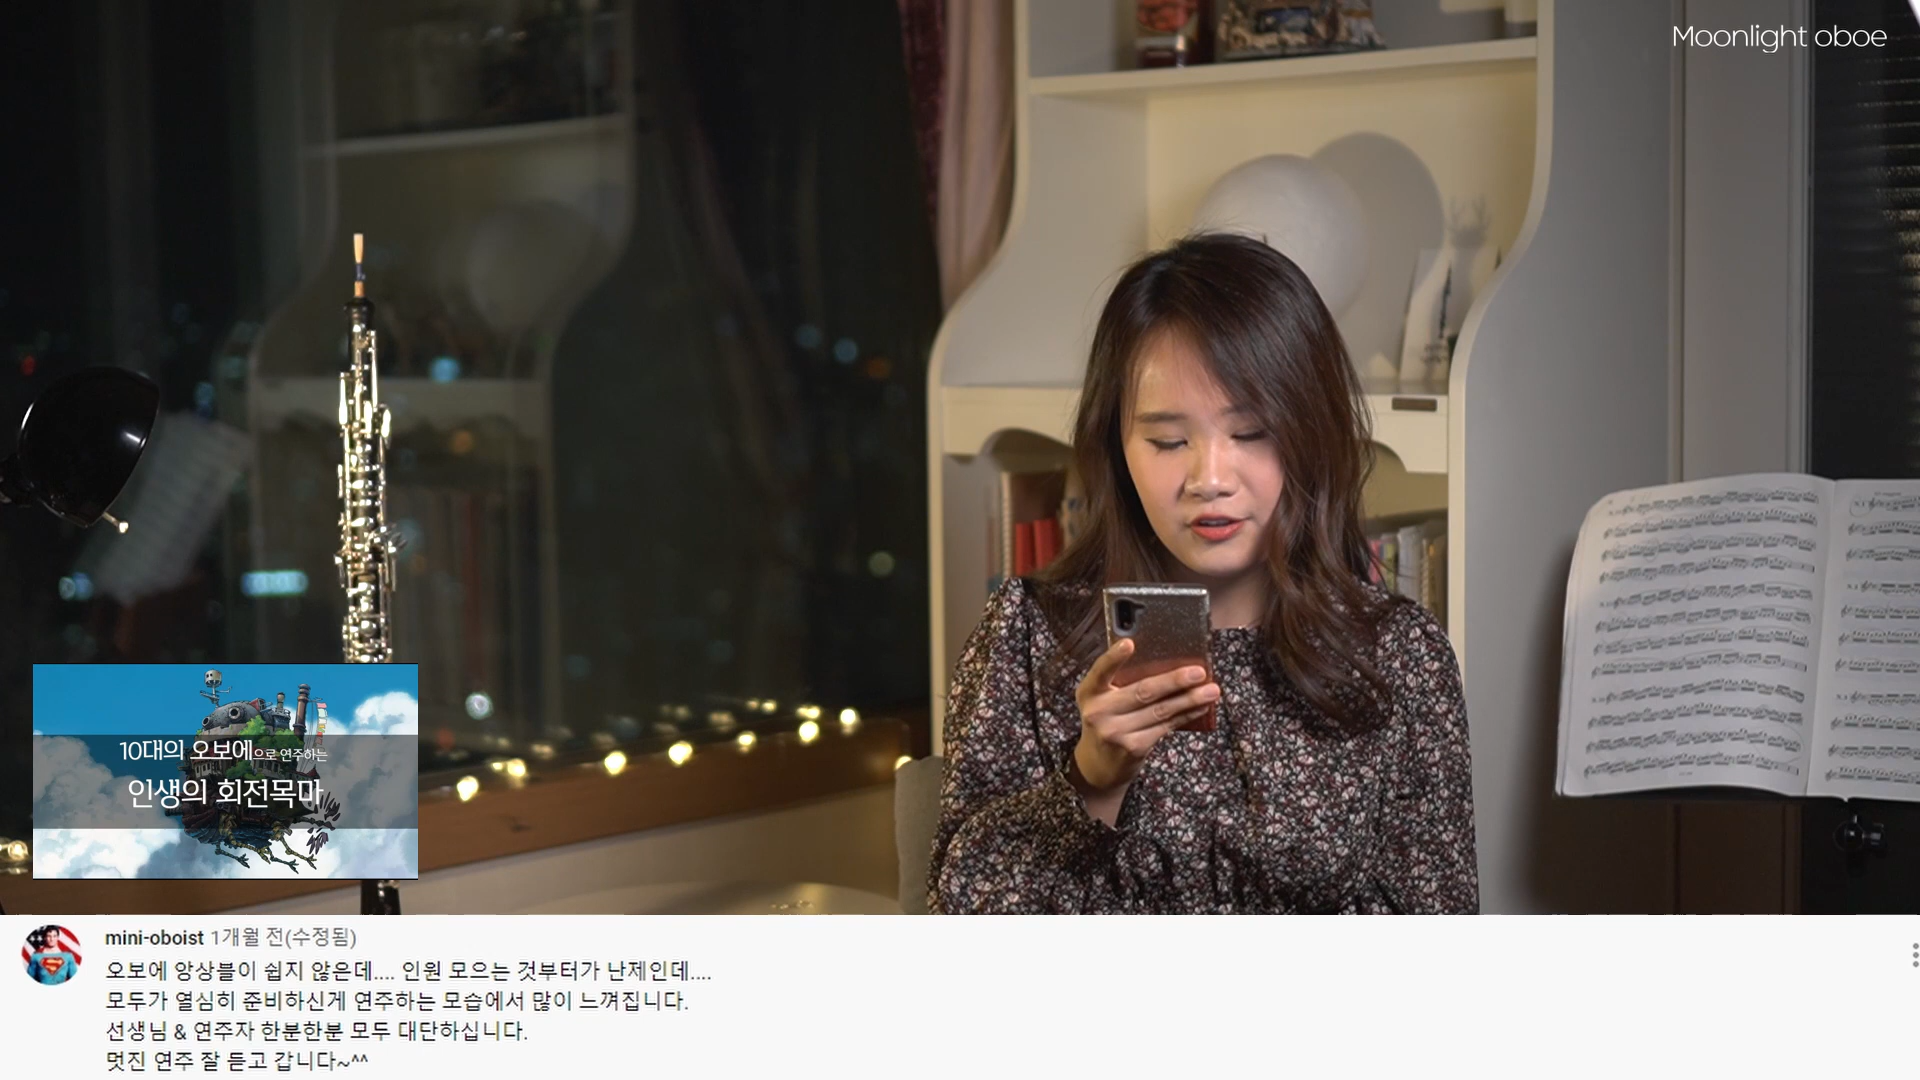 Moonlight oboe
10대의 오보에으로 연주하는
인생의 회전목마
mini-oboist 1개월 전(수정됨)
오보에 앙상블이 쉽지 않은데.... 인원 모으는 것부터가 난제인데....
모두가 열심히 준비하신게 연주하는 모습에서 많이 느껴집니다.
선생님 & 연주자 한분한분 모두 대단하십니다.
멋진 연주 잘 듣고 갑니다~^^